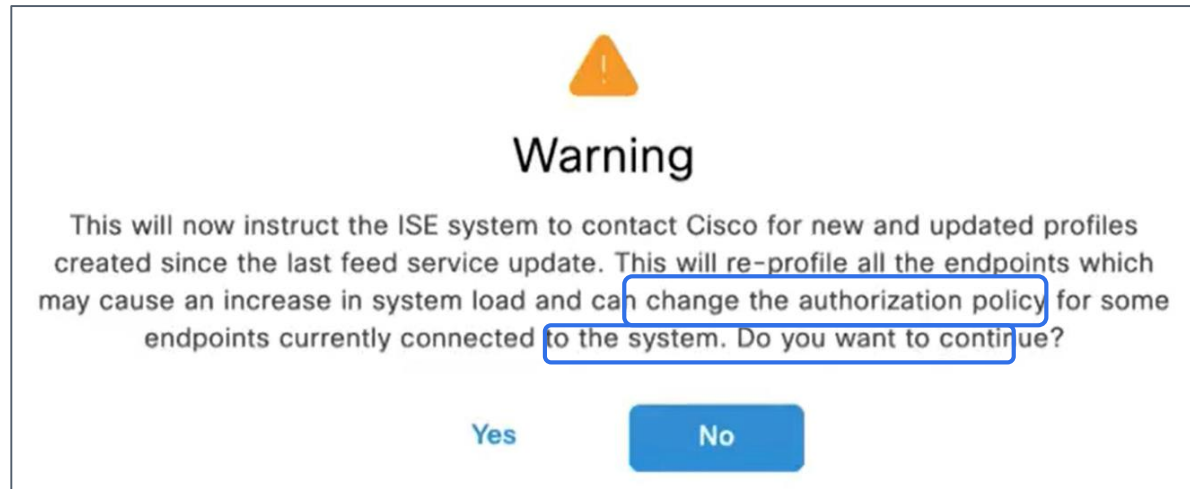 Warning
This will now instruct the ISE system to contact Cisco for new and updated profiles
created since the last feed service update. This will re-profile all the endpoints which
may cause an increase in system load and can change the authorization policy for some
endpoints currently connected to the system. Do you want to continue?
Yes No